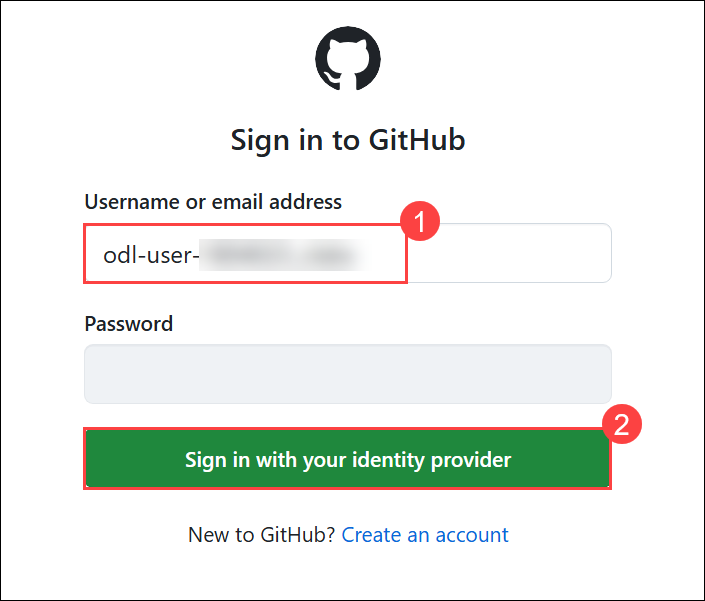 Sign in to GitHub
Username or email address
1
odl-user-
Password
2
Sign in with your identity provider
New to GitHub? Create an account